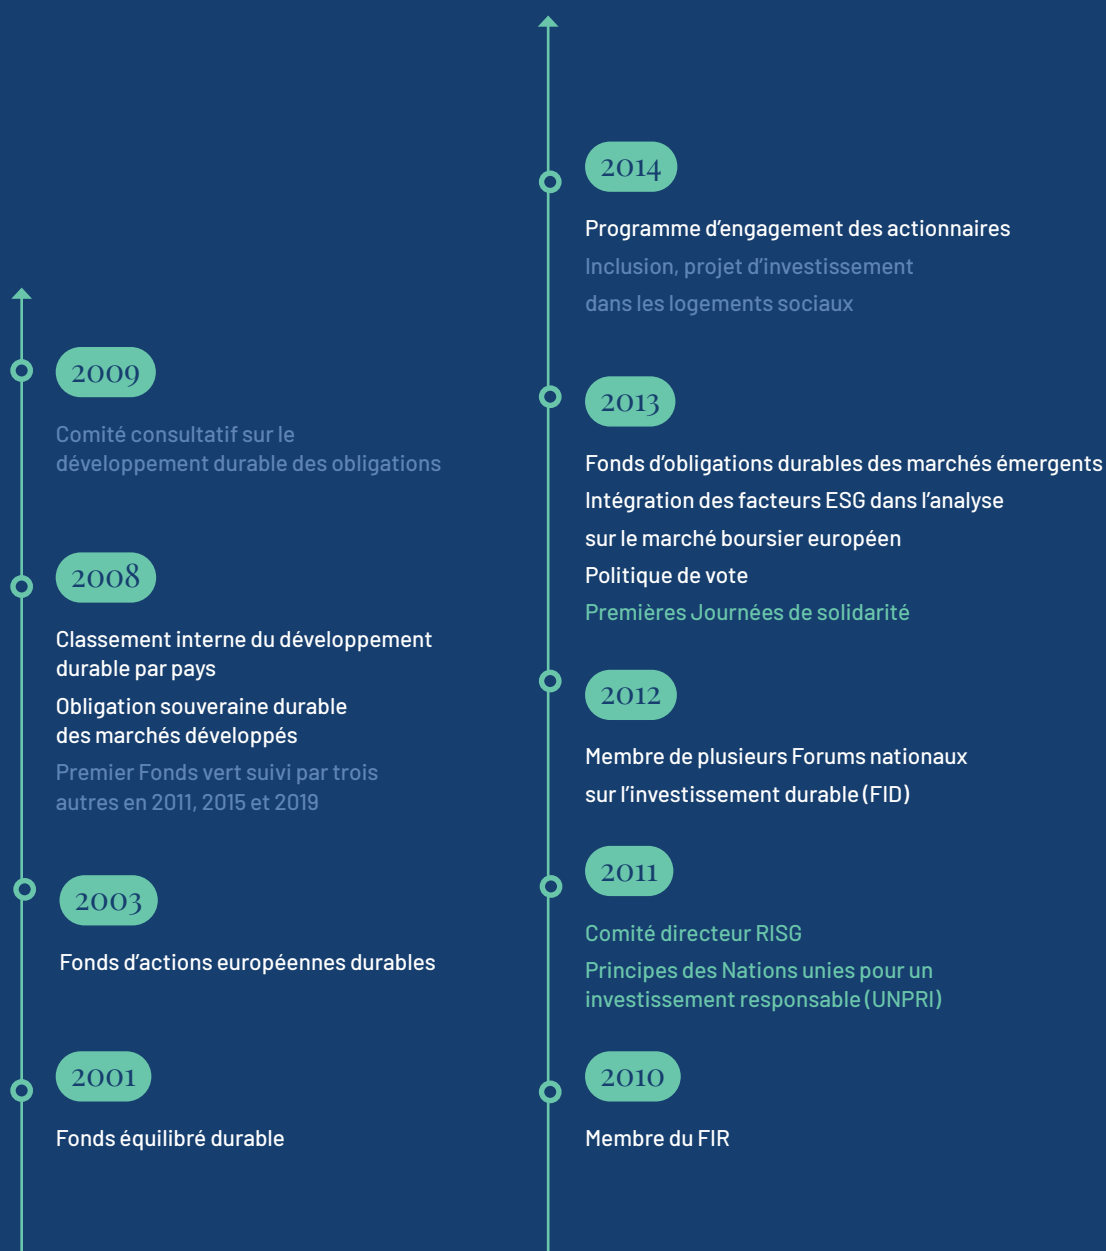 2009
Comité consultatif sur le
développement durable des obligations
2008
Classement interne du développement
durable par pays
Obligation souveraine durable
des marchés développés
Premier Fonds vert suivi par trois
autres en 2011, 2015 et 2019
2003
Fonds d’actions européennes durables
2001
Fonds équilibré durable
2014
Programme d’engagement des actionnaires
Inclusion, projet d’investissement
dans les logements sociaux
2013
Fonds d’obligations durables des marchés émergents
Intégration des facteurs ESG dans l’analyse
sur le marché boursier européen
Politique de vote
Premières Journées de solidarité
2012
Membre de plusieurs Forums nationaux
sur l’investissement durable (FID)
2011
Comité directeur RISG
Principes des Nations unies pour un
investissement responsable (UNPRI)
2010
Membre du FIR